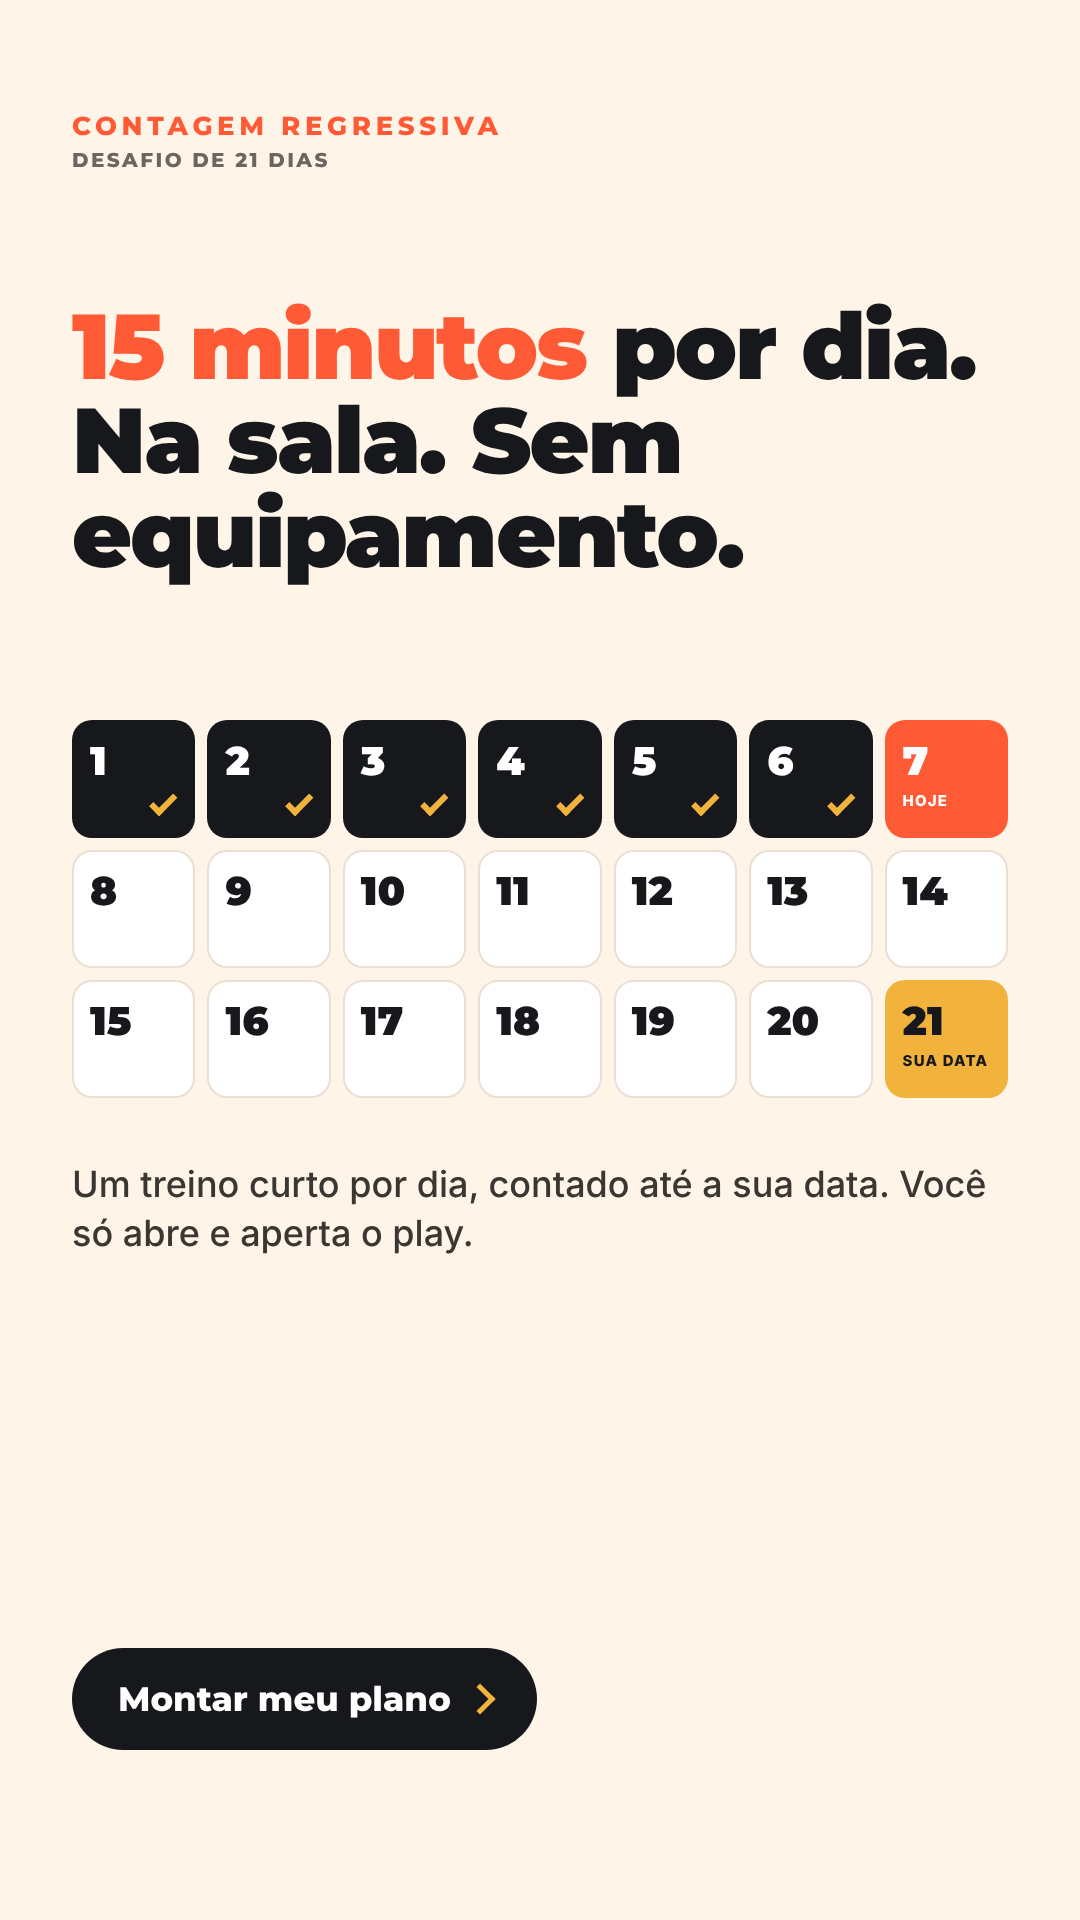 CONTAGEM REGRESSIVA
DESAFIO DE 21 DIAS
15 minutos por dia.
Na sala. Sem
equipamento.
1 2 3 4 5 6 7
HOJE
8 9 10 11 12 13 14
15 16 17 18 19 20 21
SUA DATA
Um treino curto por dia, contado até a sua data. Você
só abre e aperta o play.
Montar meu plano